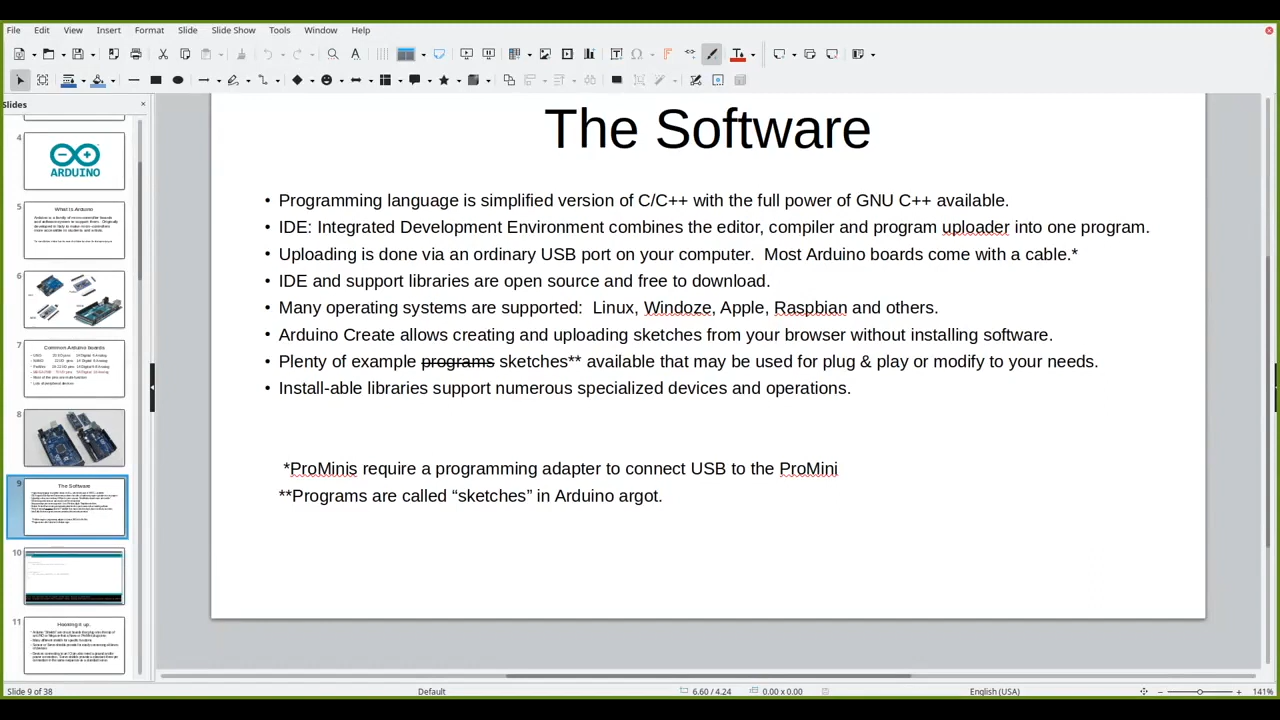 File Edit View Insert Format Slide Slide Show Tools Window Help
Slides
4
ARDUINO
5
What Is Arduino
6
7
Common Arduino Boards
8
9
The Software
10
11
Hooking it up.
The Software
• Programming language is simplified version of C/C++ with the full power of GNU C++ available.
• IDE: Integrated Development Environment combines the editor, compiler and program uploader into one program.
• Uploading is done via an ordinary USB port on your computer.  Most Arduino boards come with a cable.*
• IDE and support libraries are open source and free to download.
• Many operating systems are supported:  Linux, Windoze, Apple, Raspbian and others.
• Arduino Create allows creating and uploading sketches from your browser without installing software.
• Plenty of example programs sketches** available that may be used for plug & play or modify to your needs.
• Install-able libraries support numerous specialized devices and operations.
*ProMinis require a programming adapter to connect USB to the ProMini
**Programs are called “sketches” in Arduino argot.
Slide 9 of 38 Default 6.60 / 4.24 0.00 x 0.00 English (USA) 141%